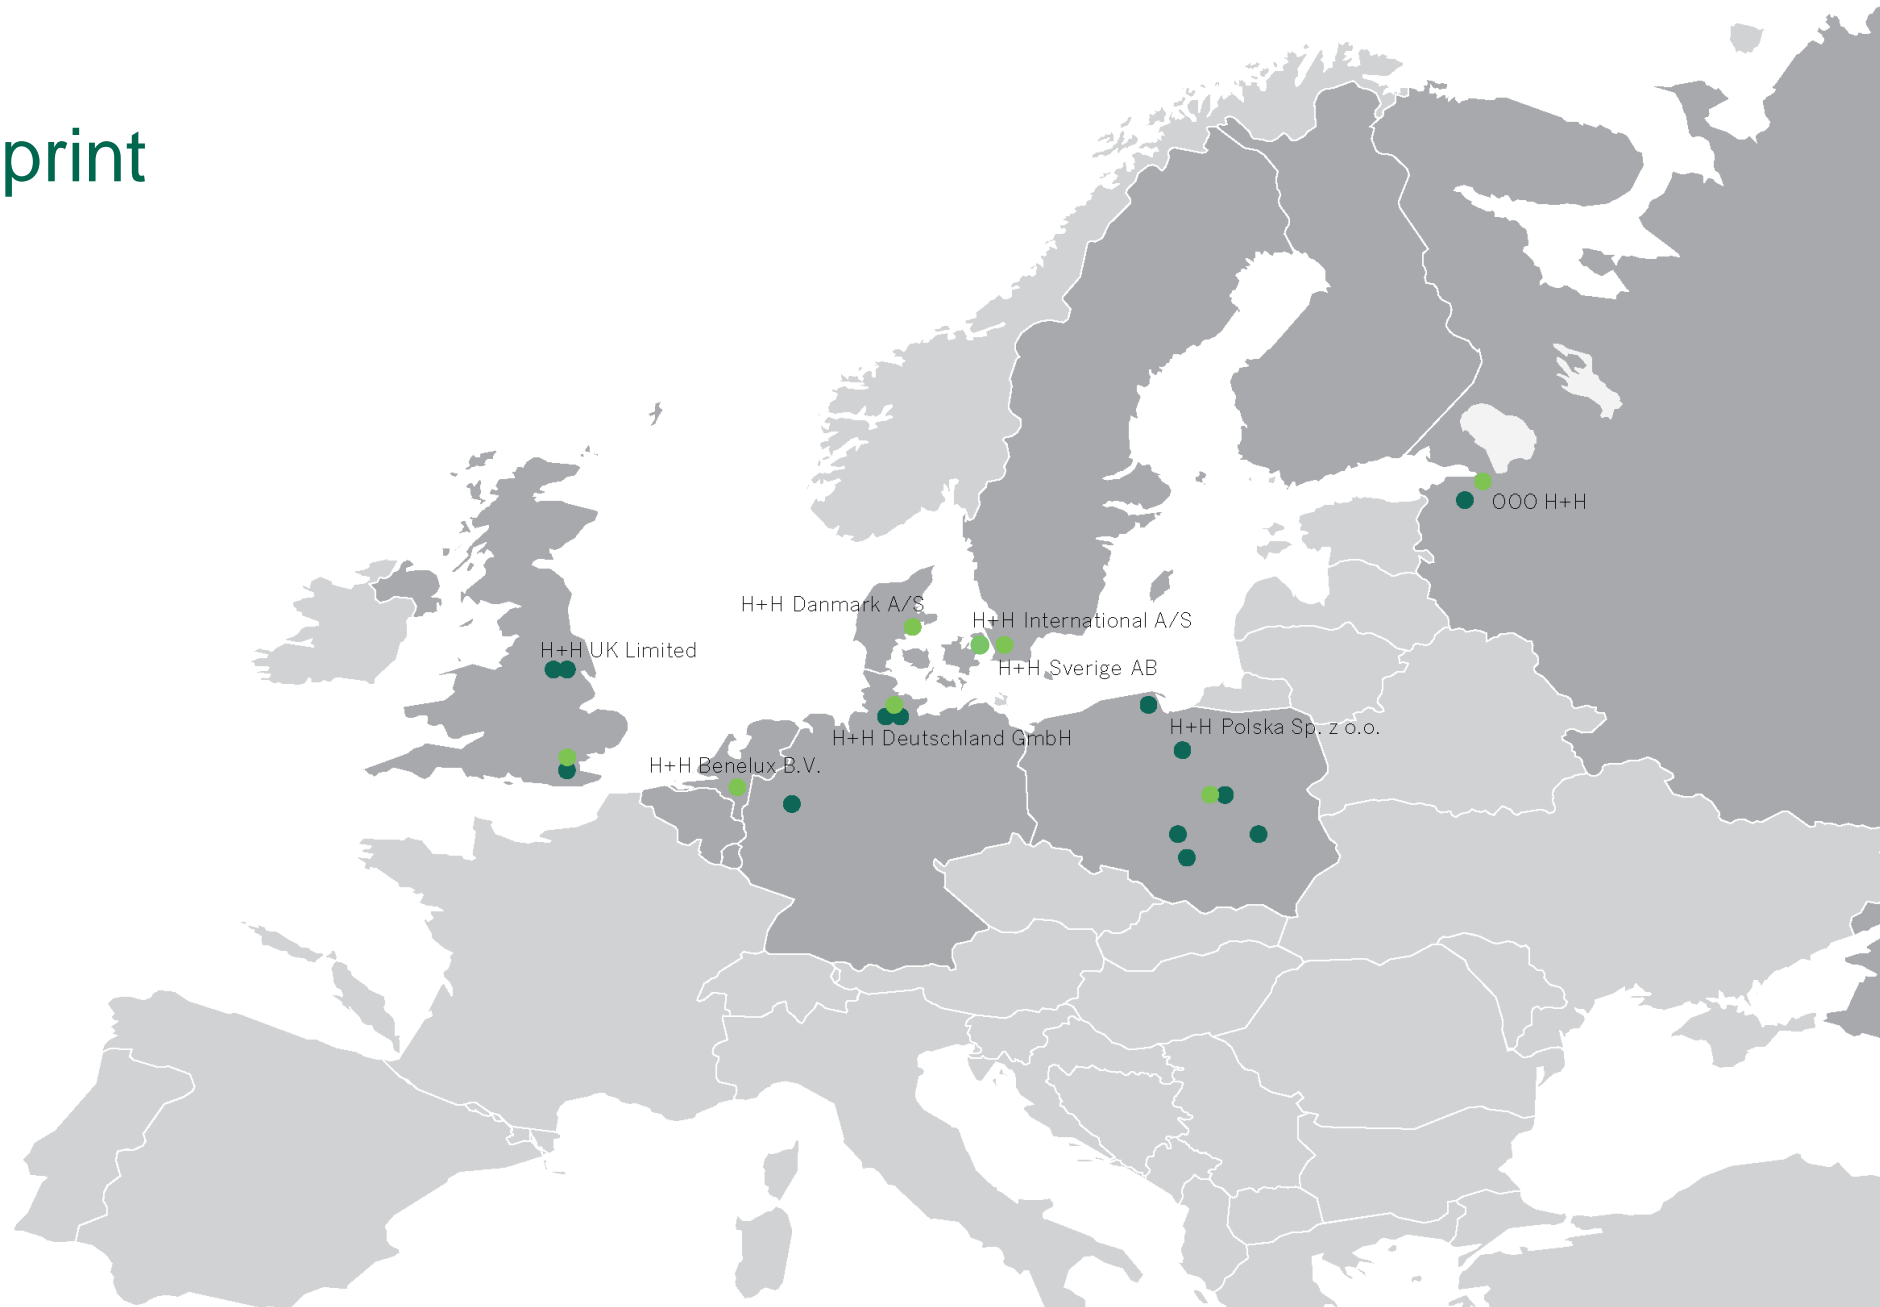 print
OOO H+H
H+H Danmark A/S
H+H International A/S
H+H UK Limited
H+H Sverige AB
H+H Polska Sp. z o.o.
H+H Deutschland GmbH
H+H Benelux B.V.